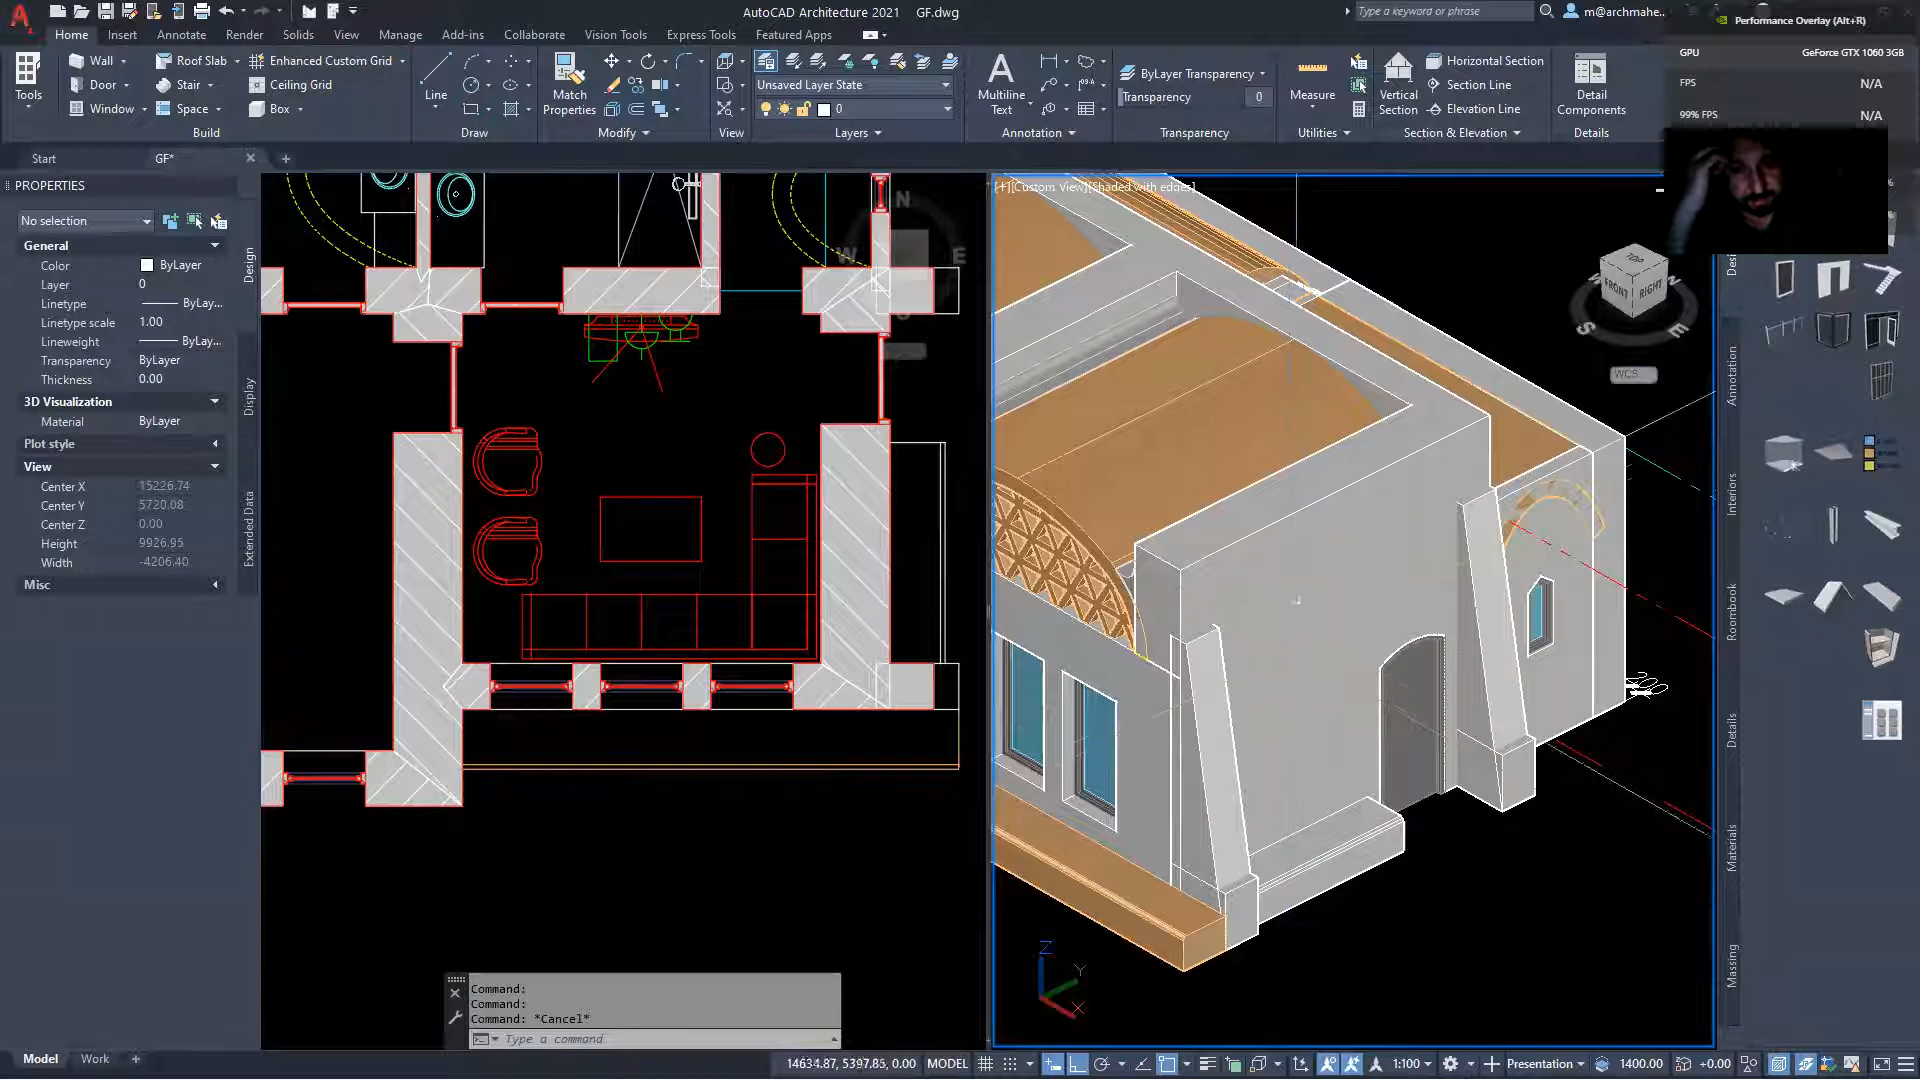 AutoCAD Architecture 2021 GF.dwg
Type a keyword or phrase
m@archmahe..
Performance Overlay (Alt+R)
Home Insert Annotate Render Solids View Manage Add-ins Collaborate Vision Tools Express Tools Featured Apps
GPU GeForce GTX 1060 3GB
FPS N/A
99% FPS N/A
Tools
Wall
Door
Window
Roof Slab
Stair
Space
Enhanced Custom Grid
Ceiling Grid
Box
Build
Line
Draw
Match
Properties
Modify
View
Unsaved Layer State
0
Layers
Multiline
Text
Annotation
ByLayer Transparency
Transparency 0
Transparency
Measure
Utilities
Vertical
Section
Horizontal Section
Section Line
Elevation Line
Section & Elevation
Detail
Components
Details
Start
GF*
PROPERTIES
No selection
General
Color ByLayer
Layer 0
Linetype ByLay...
Linetype scale 1.00
Lineweight ByLay...
Transparency ByLayer
Thickness 0.00
3D Visualization
Material ByLayer
Plot style
View
Center X 15226.74
Center Y 5720.08
Center Z 0.00
Height 9926.95
Width -4206.40
Misc
Design
Display
Extended Data
N
W
E
[+][Custom View][Shaded with edges]
TOP
FRONT
RIGHT
W
N
S
E
WCS
Annotation
Interiors
Roombook
Details
Materials
Massing
Z
Y
X
Command:
Command:
Command: *Cancel*
Type a command
Model
Work
14634.87, 5397.85, 0.00 MODEL
1:100
Presentation
1400.00
+0.00